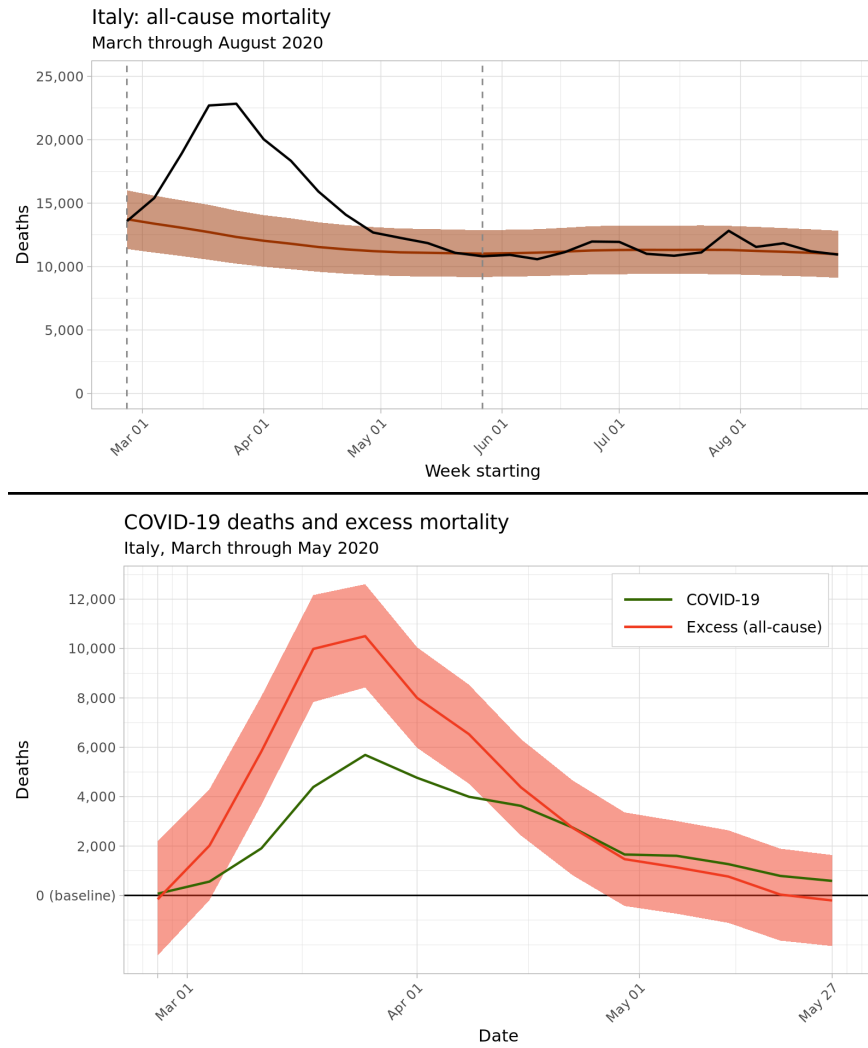 Italy: all-cause mortality
March through August 2020
25,000
20,000
15,000
10,000
5,000
0
Deaths
Mar 01
Apr 01
May 01
Jun 01
Jul 01
Aug 01
Week starting
COVID-19 deaths and excess mortality
Italy, March through May 2020
COVID-19
Excess (all-cause)
12,000
10,000
8,000
6,000
4,000
2,000
0 (baseline)
Deaths
Mar 01
Apr 01
May 01
May 27
Date